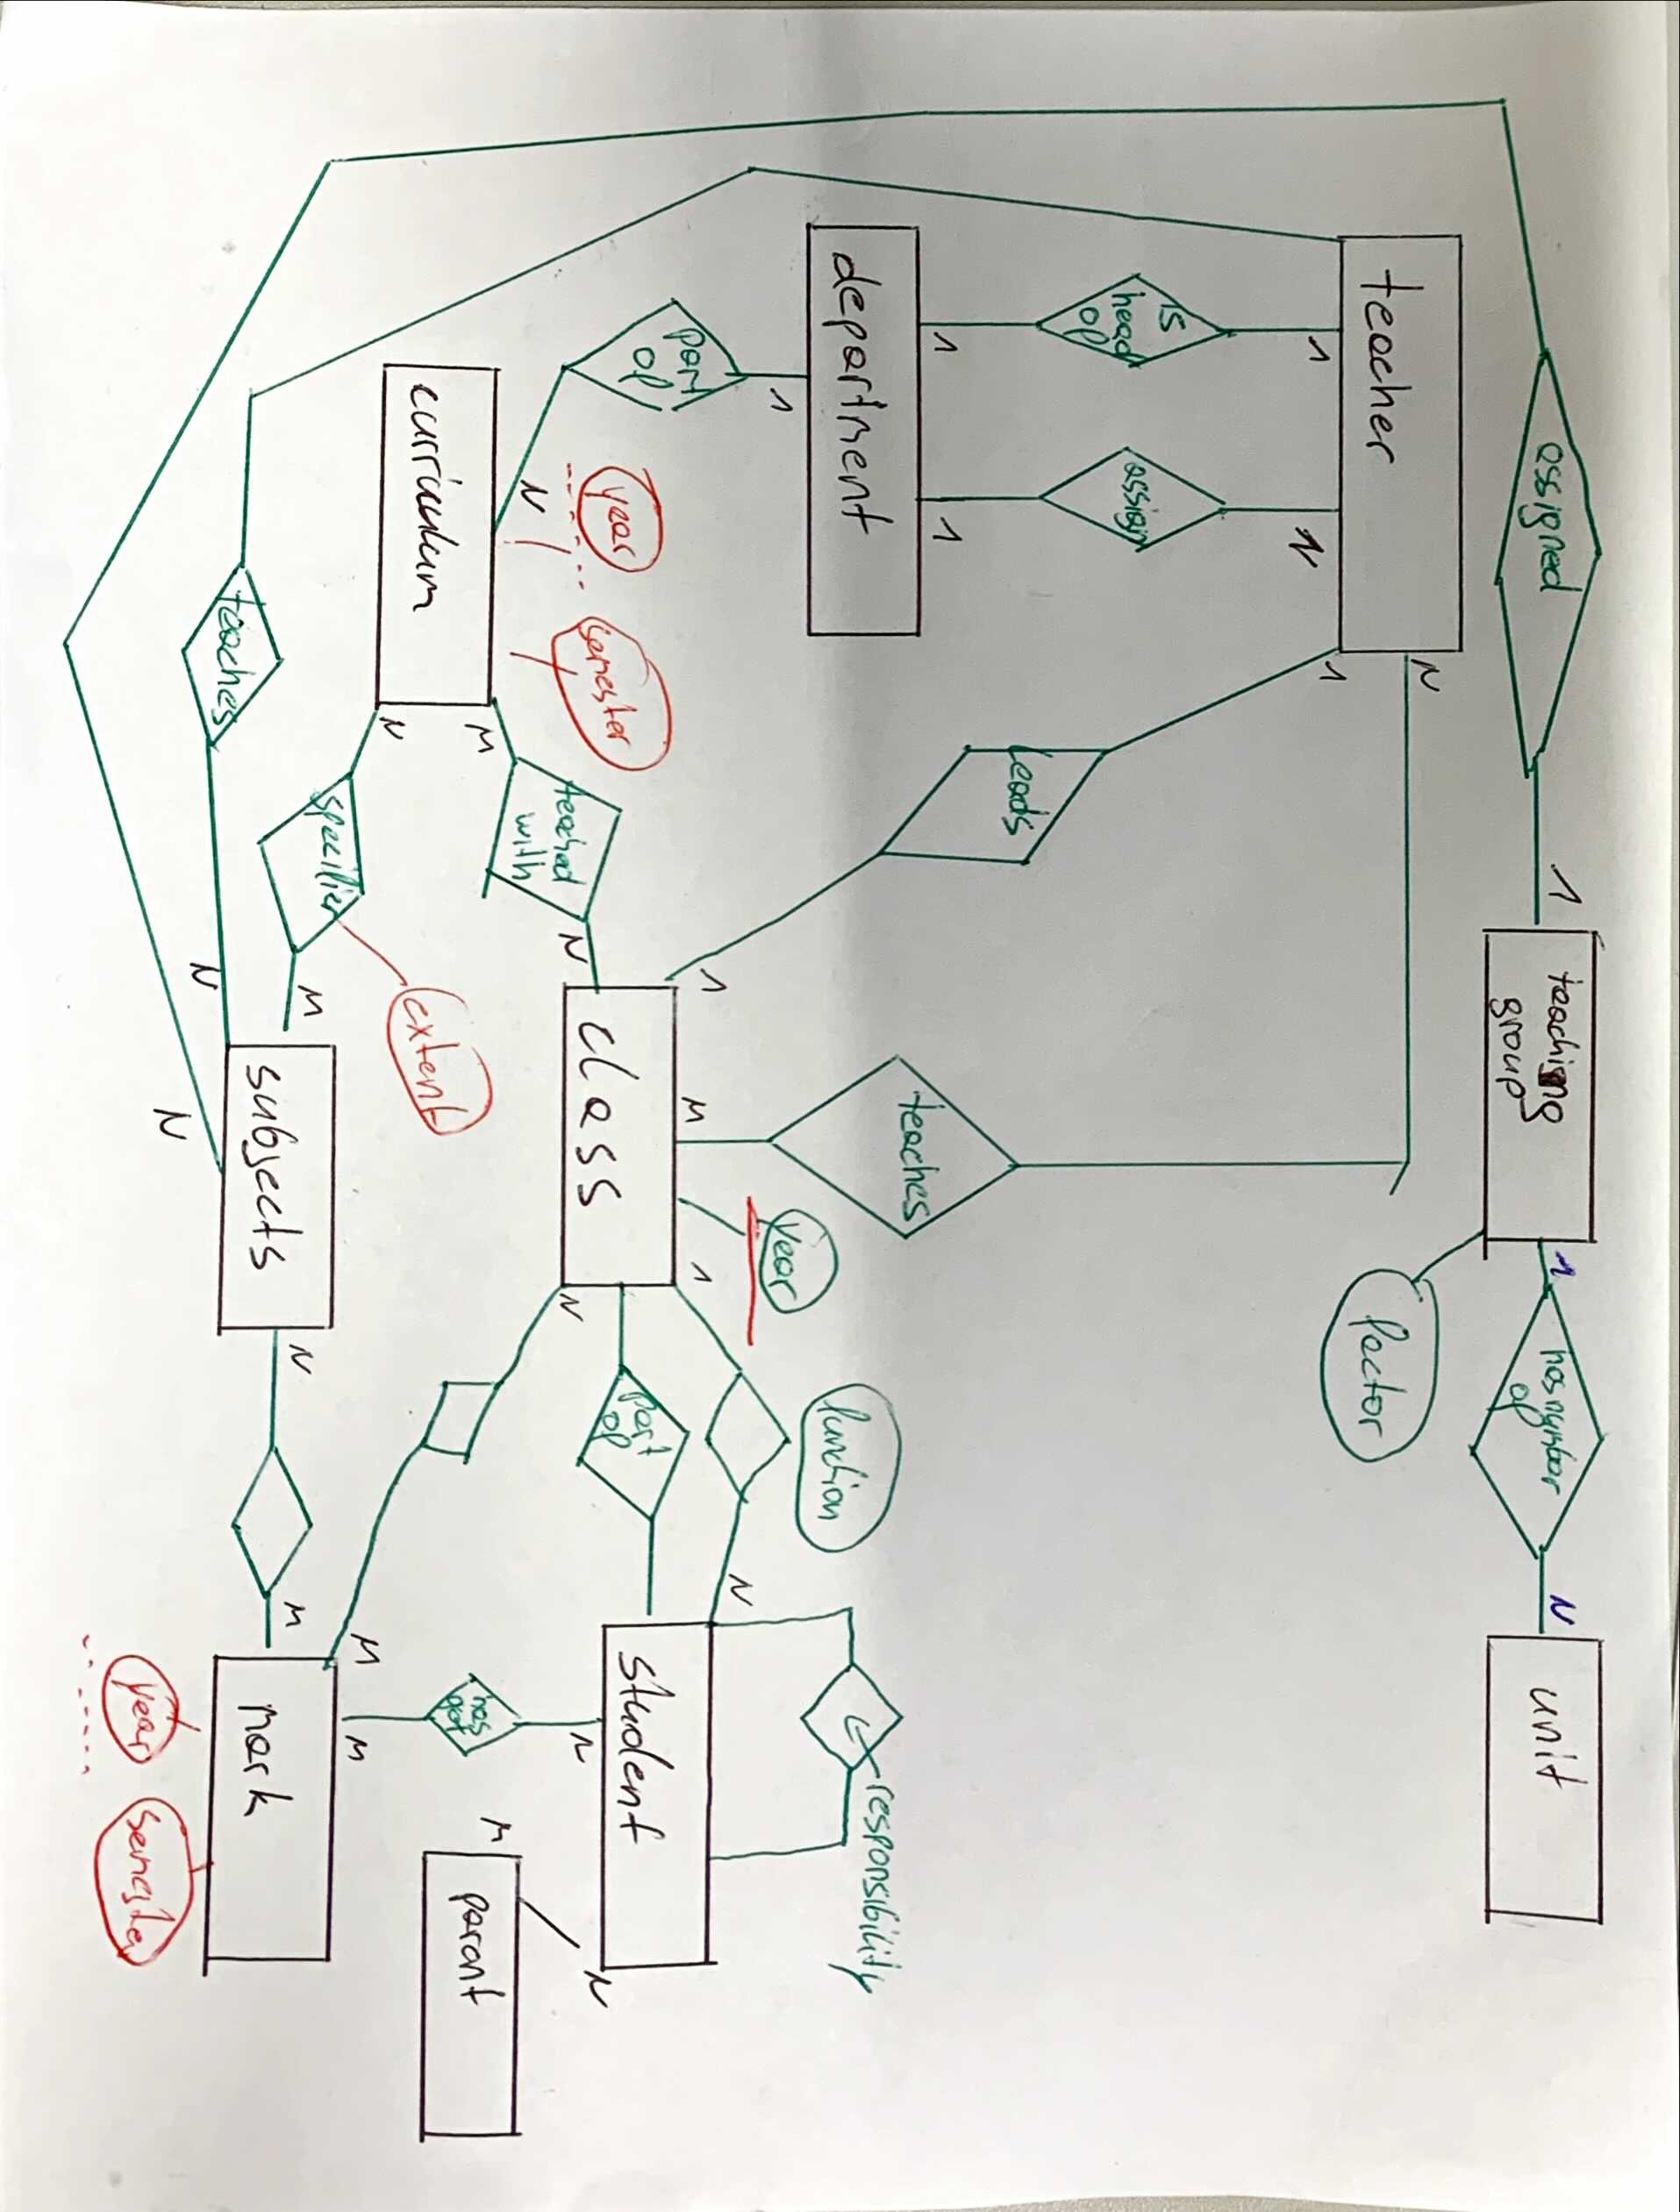 assigned
1
teaching
group
1
has number
of
N
unit
teacher
1
is
head
of
1
N
assign
1
1
leads
1
N
teaches
M
factor
department
1
part
of
N
year
semester
year
function
responsibility
curriculum
M
teached
with
N
class
1
N
N
specifies
M
extent
N
part
of
student
N
has
got
M
M
parent
N
teaches
N
N
subjects
N
M
M
mark
year
semester